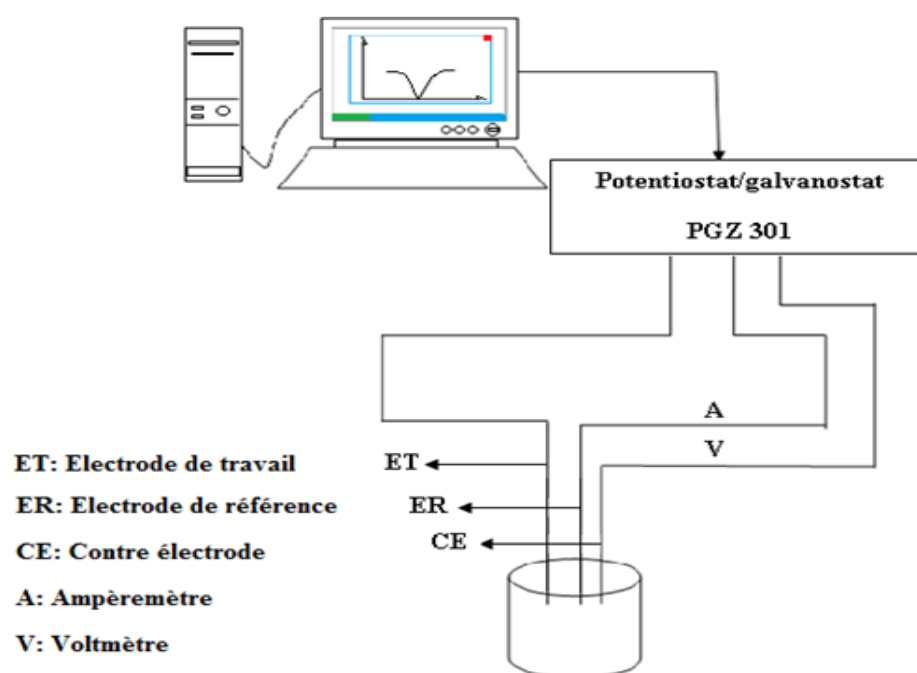 Potentiostat/galvanostat
PGZ 301
A
V
ET
ER
CE
ET: Electrode de travail
ER: Electrode de référence
CE: Contre électrode
A: Ampèremètre
V: Voltmètre